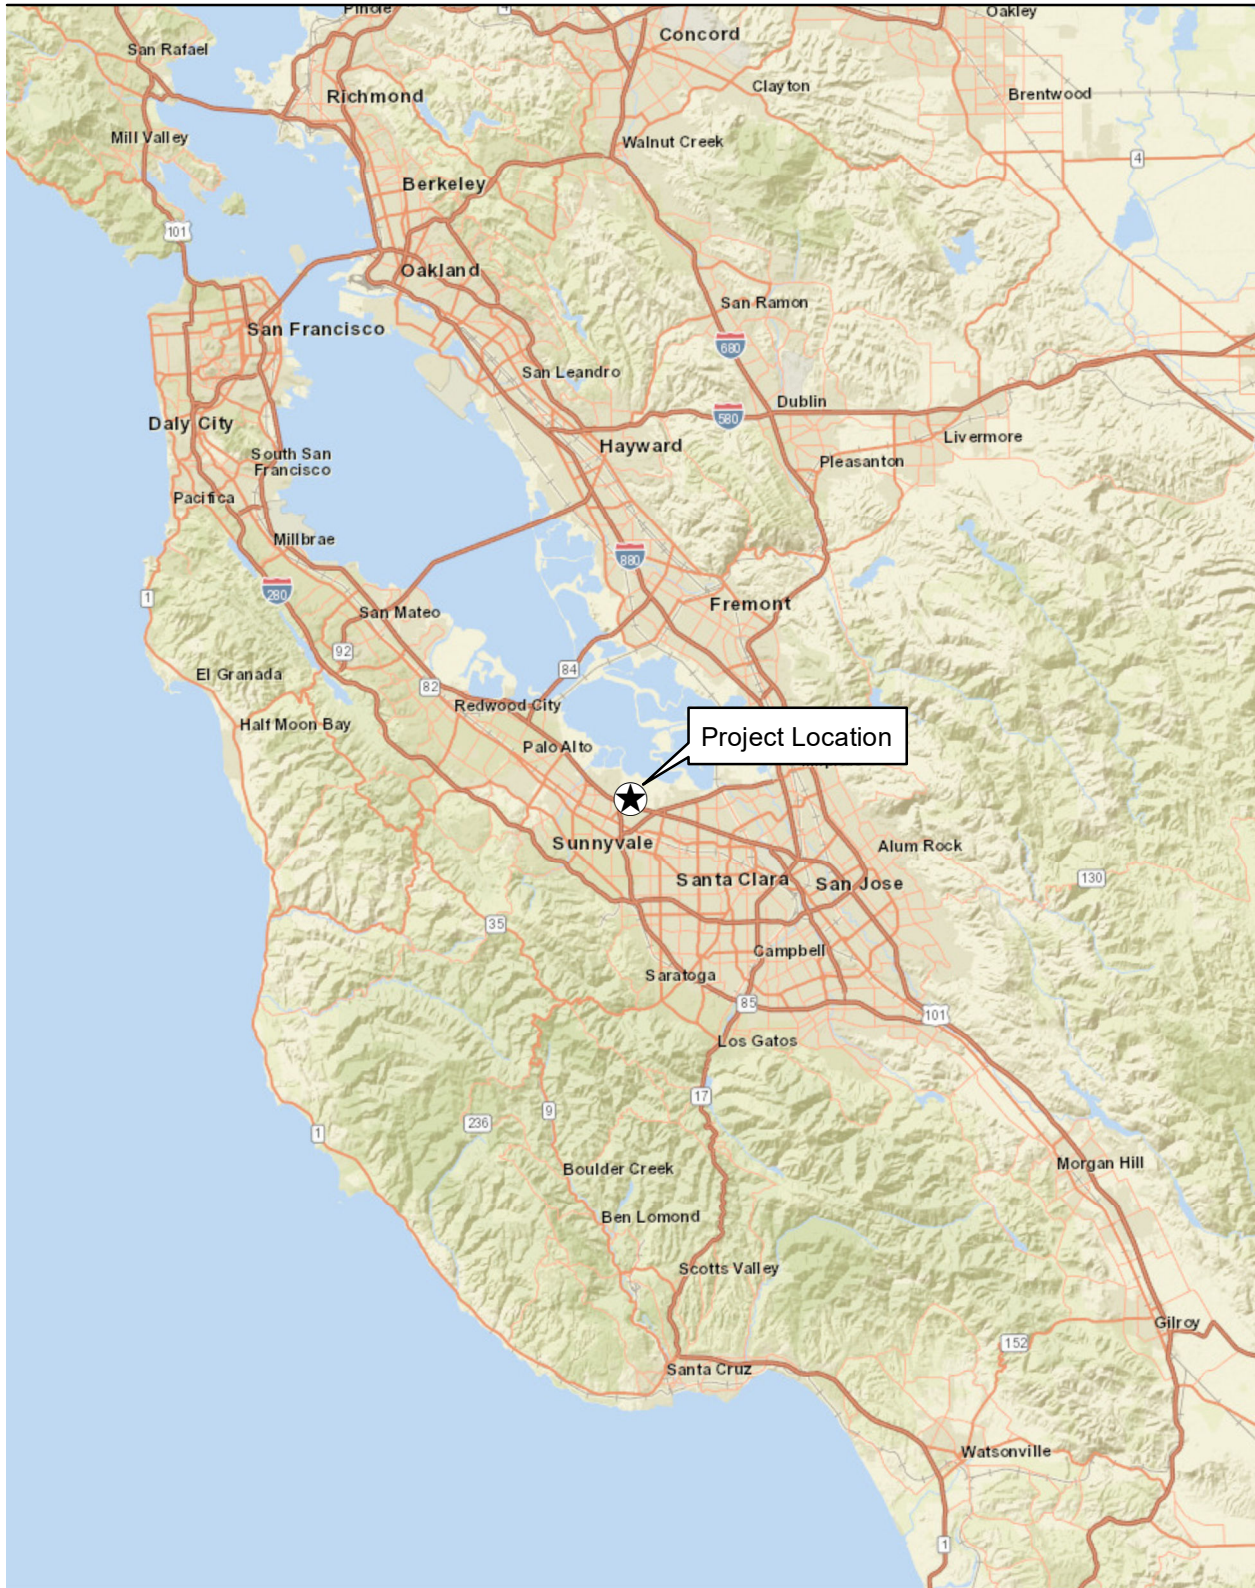 Pinole
4
Oakley
San Rafael
Concord
Clayton
Brentwood
Richmond
Mill Valley
Walnut Creek
4
Berkeley
101
Oakland
San Ramon
San Francisco
680
San Leandro
Dublin
580
Daly City
Hayward
Livermore
South San
Francisco
Pleasanton
Pacifica
Millbrae
880
280
1
San Mateo
Fremont
92
84
El Granada
82
Redwood City
Half Moon Bay
Palo Alto
Project Location
Sunnyvale
Alum Rock
Santa Clara
San Jose
130
35
Campbell
Saratoga
85
101
Los Gatos
17
9
236
1
Boulder Creek
Morgan Hill
Ben Lomond
Scotts Valley
Gilroy
152
Santa Cruz
Watsonville
1